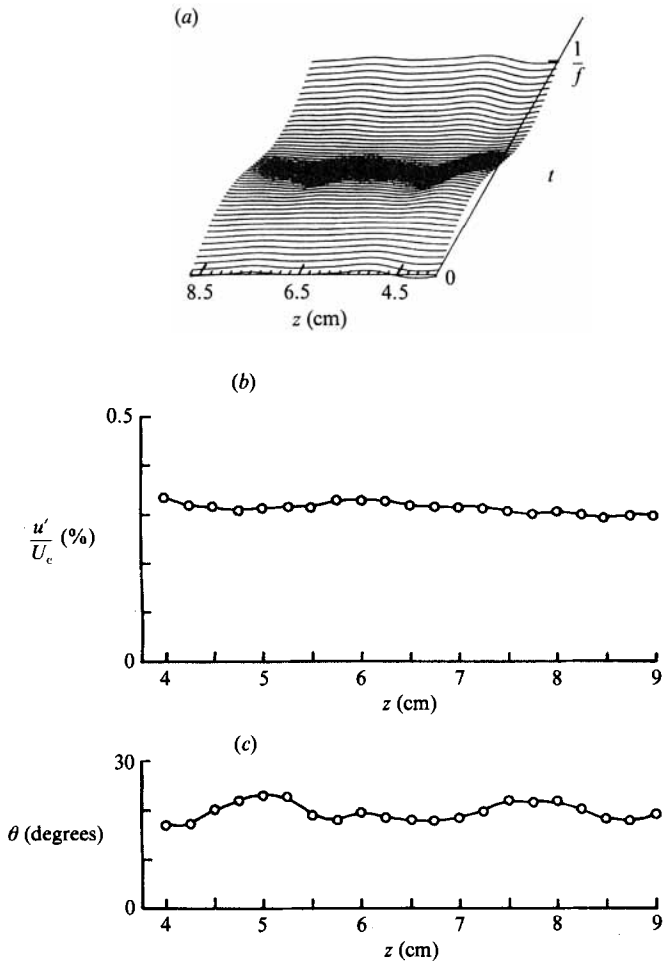 (a)
1
f
t
0
8.5 6.5 4.5
z (cm)
(b)
0.5
u′
U_c (%)
0
4 5 6 7 8 9
z (cm)
(c)
30
θ (degrees)
0
4 5 6 7 8 9
z (cm)